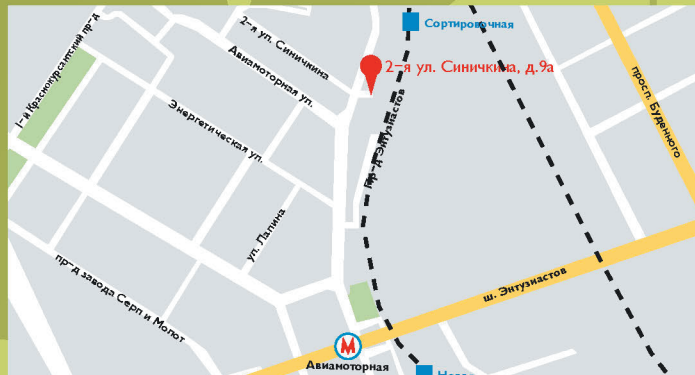 Сортировочная
2-я ул. Синичкина
2-я ул. Синичкина, д.9а
1-й Краснокурсантский пр-д
Авиамоторная ул.
Энергетическая ул.
пр-д Энтузиастов
просп. Буденного
ул. Лапина
пр-д завода Серп и Молот
ш. Энтузиастов
М
Авиамоторная